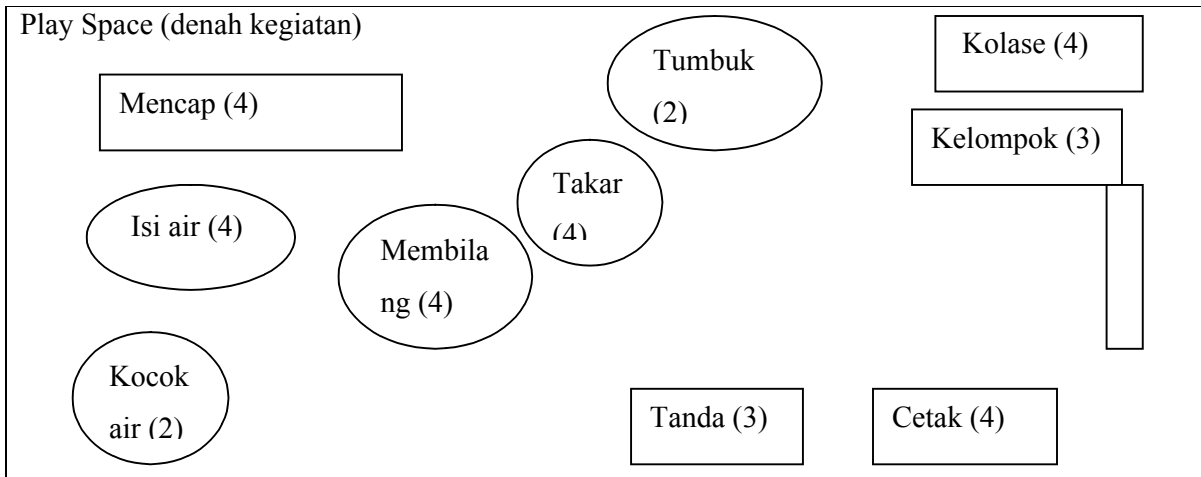 Play Space (denah kegiatan)
Mencap (4)
Tumbuk
(2)
Kolase (4)
Kelompok (3)
Takar
(4)
Isi air (4)
Membila
ng (4)
Kocok
air (2)
Tanda (3)
Cetak (4)